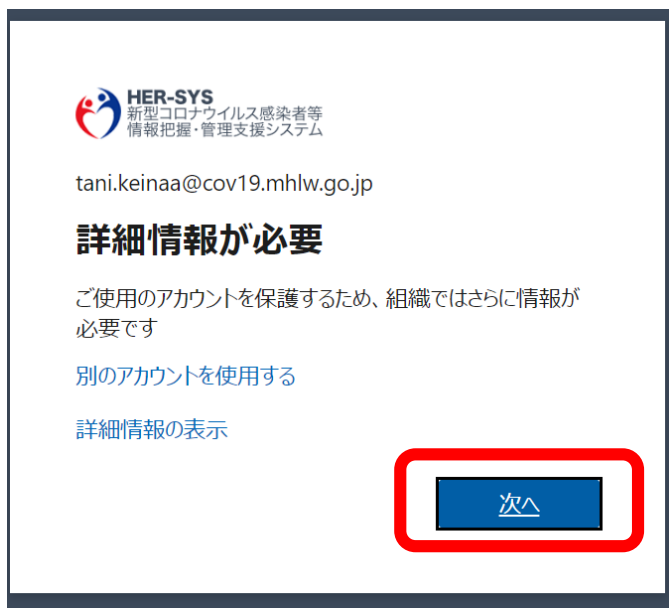 HER-SYS
新型コロナウイルス感染者等
情報把握・管理支援システム
tani.keinaa@cov19.mhlw.go.jp
詳細情報が必要
ご使用のアカウントを保護するため、組織ではさらに情報が
必要です
別のアカウントを使用する
詳細情報の表示
次へ